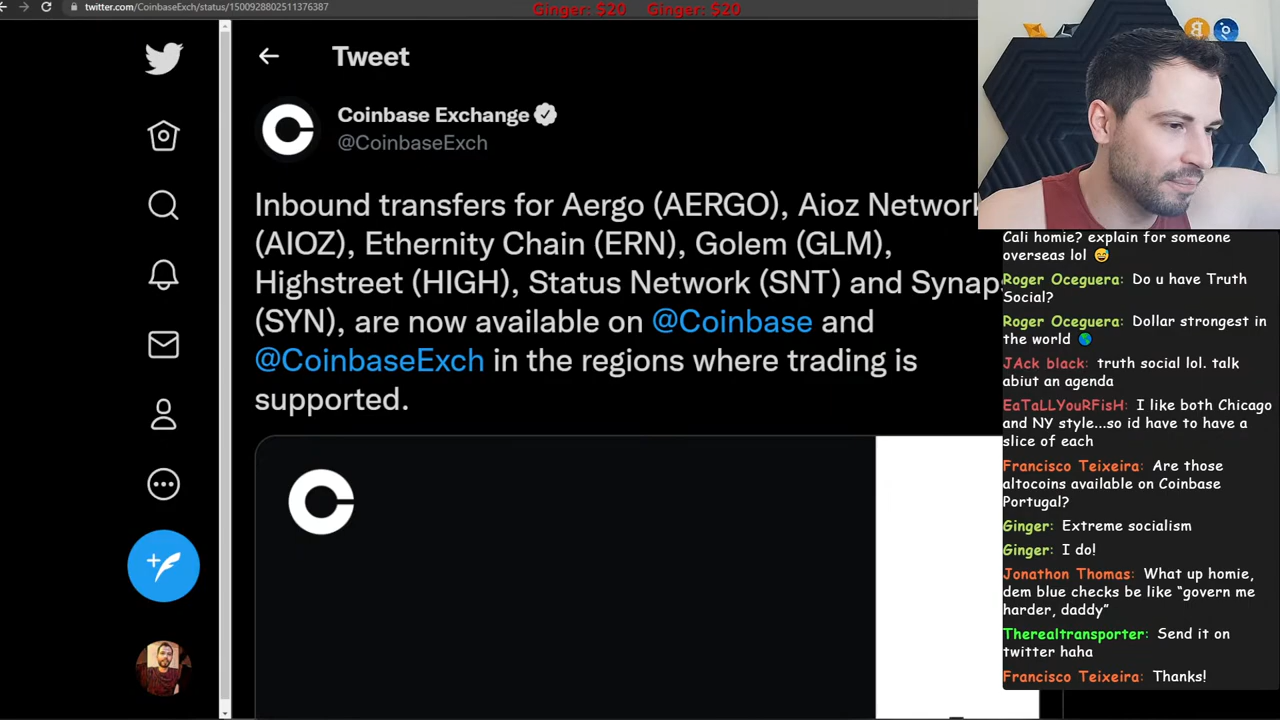 twitter.com/CoinbaseExch/status/1500928802511376387
Ginger: $20 Ginger: $20
Tweet
Coinbase Exchange
@CoinbaseExch
Inbound transfers for Aergo (AERGO), Aioz Network
(AIOZ), Ethernity Chain (ERN), Golem (GLM),
Highstreet (HIGH), Status Network (SNT) and Synaps
(SYN), are now available on @Coinbase and
@CoinbaseExch in the regions where trading is
supported.
Cali homie? explain for someone
overseas lol 😅
Roger Oceguera: Do u have Truth
Social?
Roger Oceguera: Dollar strongest in
the world 🌎
JAck black: truth social lol. talk
abiut an agenda
EaTaLLYouRFisH: I like both Chicago
and NY style...so id have to have a
slice of each
Francisco Teixeira: Are those
altocoins available on Coinbase
Portugal?
Ginger: Extreme socialism
Ginger: I do!
Jonathon Thomas: What up homie,
dem blue checks be like “govern me
harder, daddy”
Therealtransporter: Send it on
twitter haha
Francisco Teixeira: Thanks!